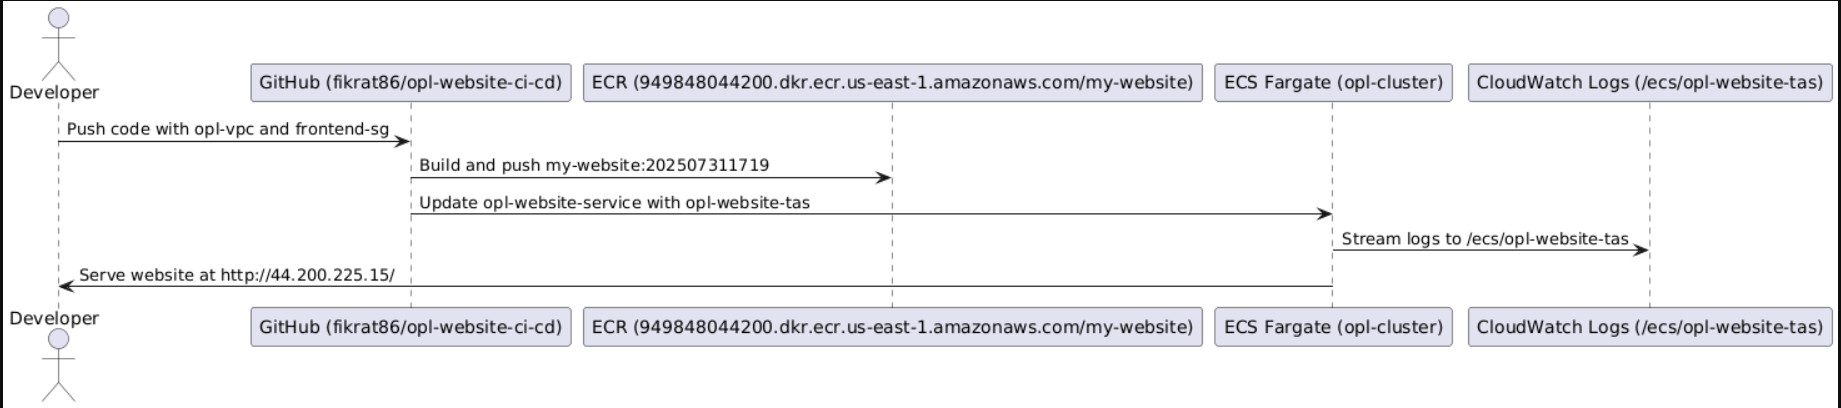 Developer
GitHub (fikrat86/opl-website-ci-cd)
ECR (949848044200.dkr.ecr.us-east-1.amazonaws.com/my-website)
ECS Fargate (opl-cluster)
CloudWatch Logs (/ecs/opl-website-tas)
Push code with opl-vpc and frontend-sg
Build and push my-website:202507311719
Update opl-website-service with opl-website-tas
Stream logs to /ecs/opl-website-tas
Serve website at http://44.200.225.15/
Developer
GitHub (fikrat86/opl-website-ci-cd)
ECR (949848044200.dkr.ecr.us-east-1.amazonaws.com/my-website)
ECS Fargate (opl-cluster)
CloudWatch Logs (/ecs/opl-website-tas)